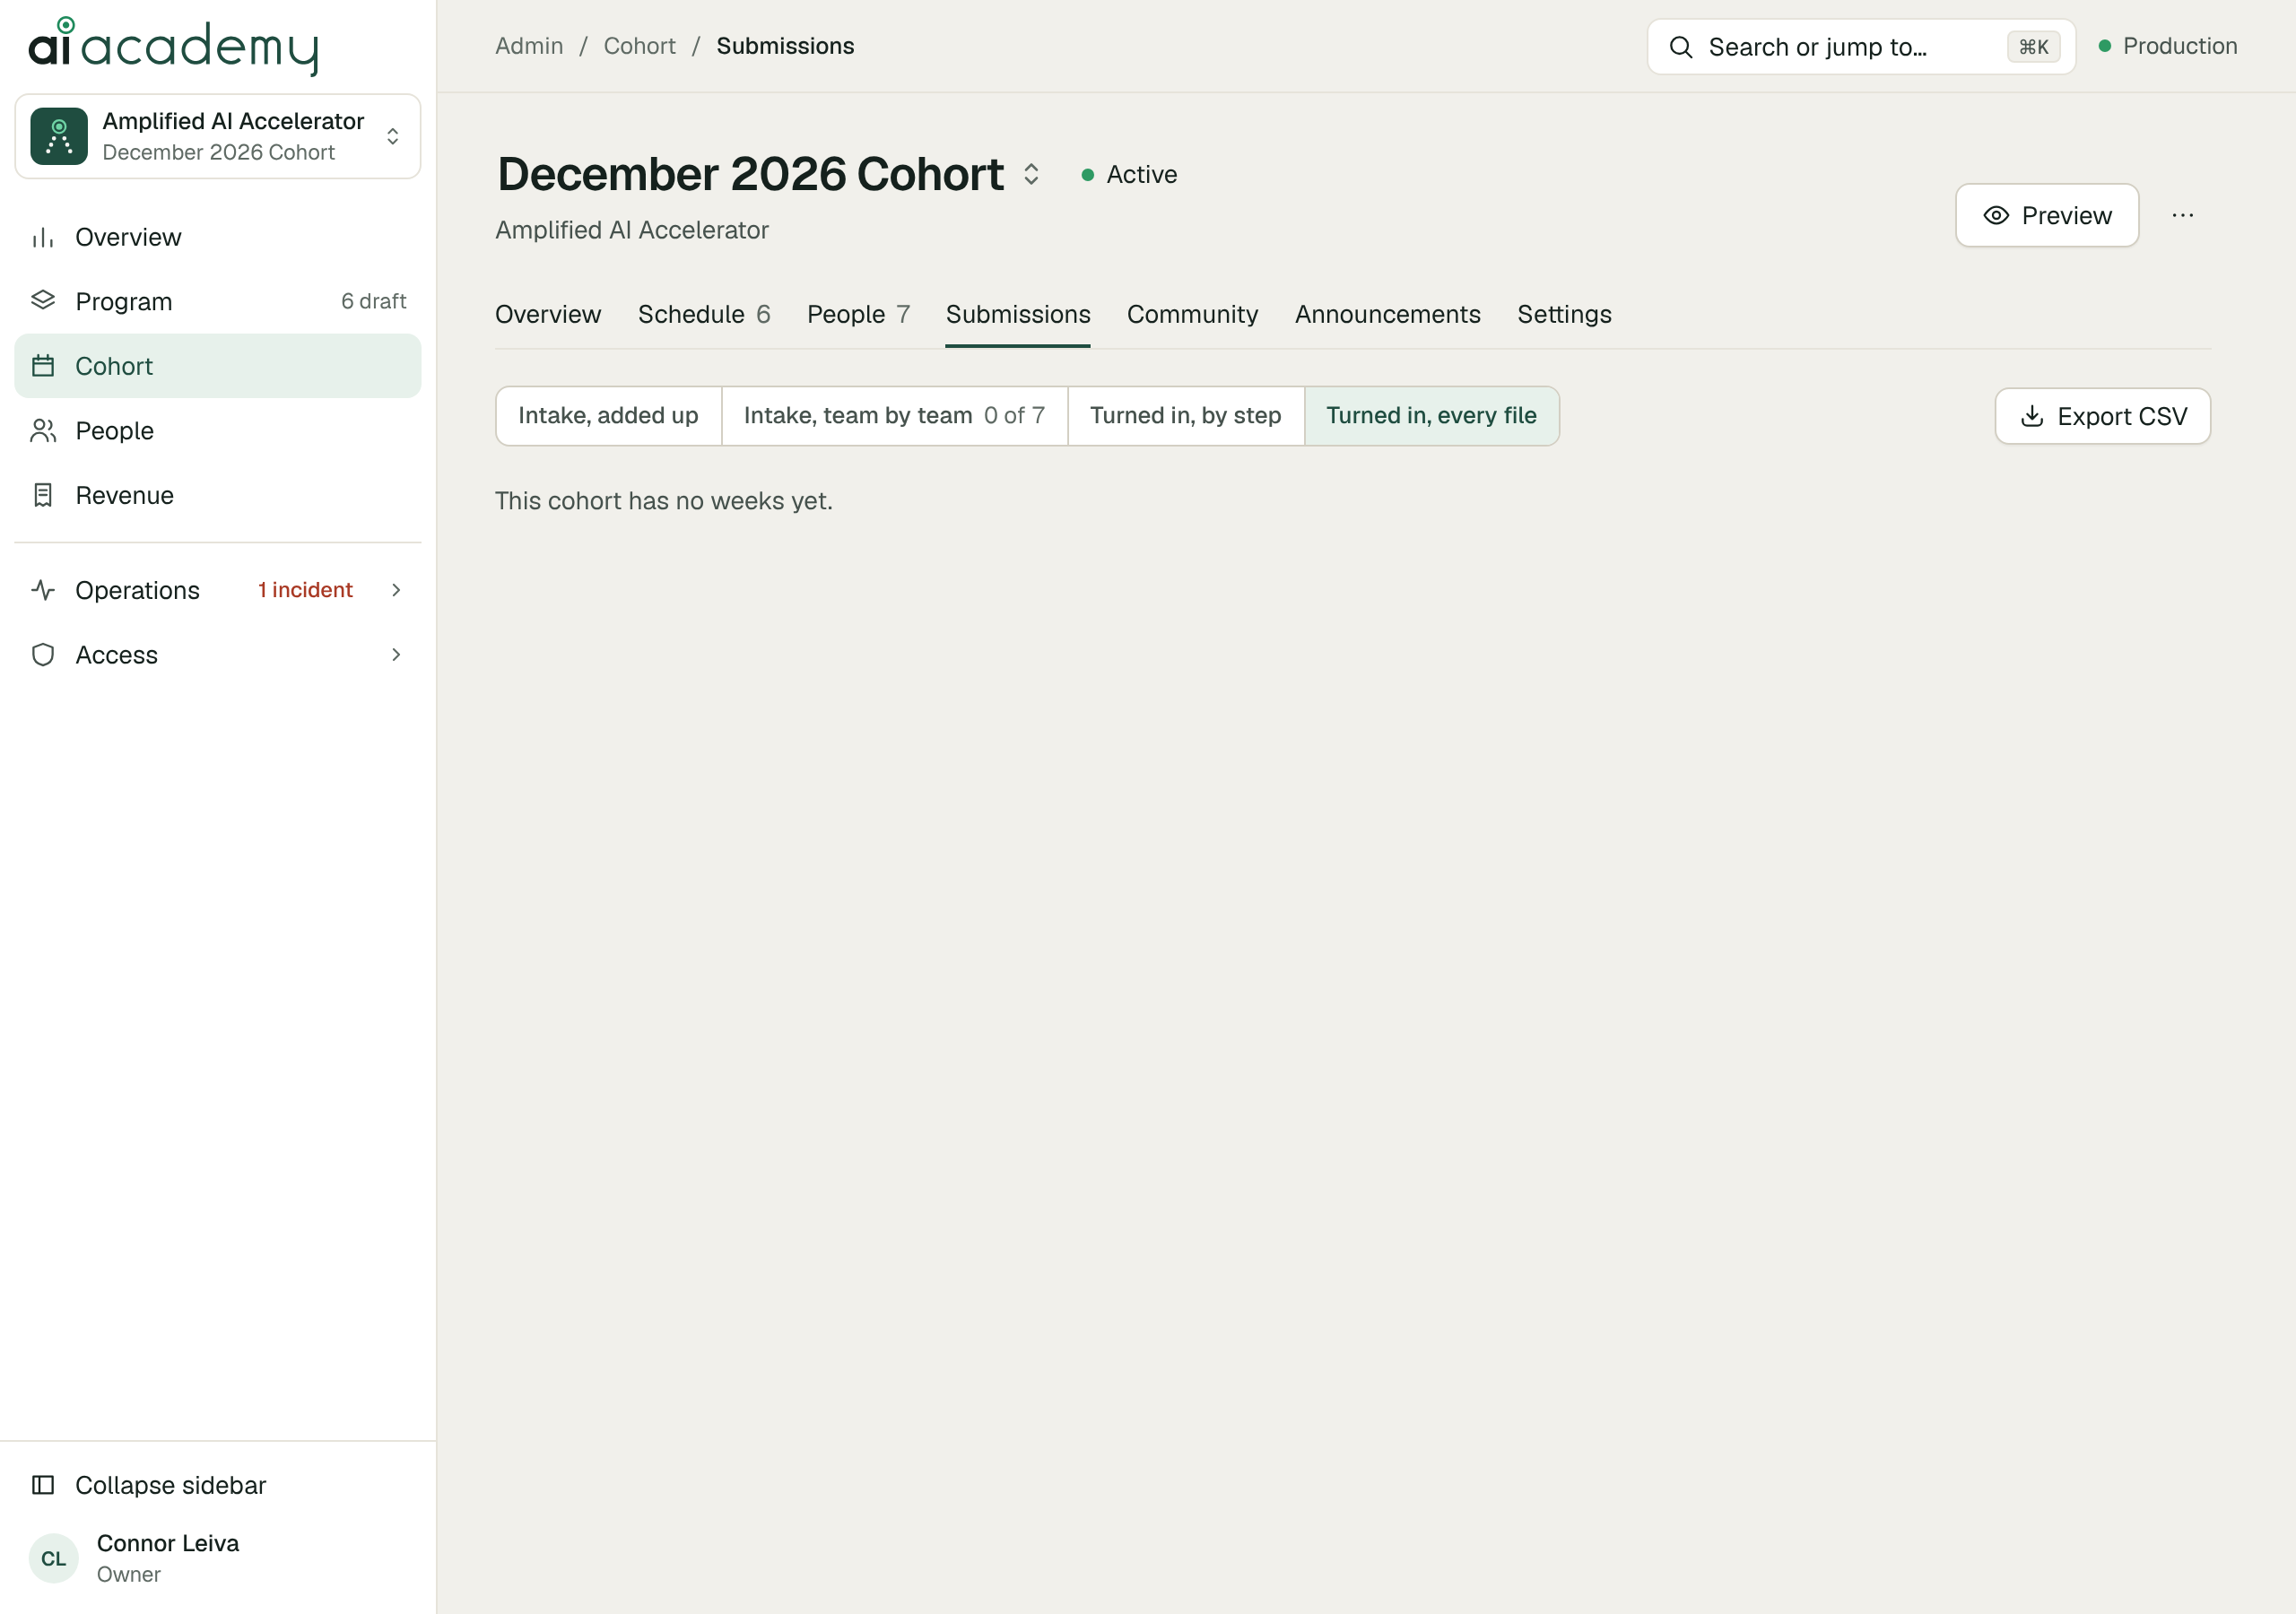 ai academy
Amplified AI Accelerator
December 2026 Cohort
Overview
Program 6 draft
Cohort
People
Revenue
Operations 1 incident
Access
Collapse sidebar
CL
Connor Leiva
Owner
Admin / Cohort / Submissions
Search or jump to… ⌘K
Production
December 2026 Cohort
Active
Amplified AI Accelerator
Preview
Overview Schedule 6 People 7 Submissions Community Announcements Settings
Intake, added up Intake, team by team 0 of 7 Turned in, by step Turned in, every file
Export CSV
This cohort has no weeks yet.